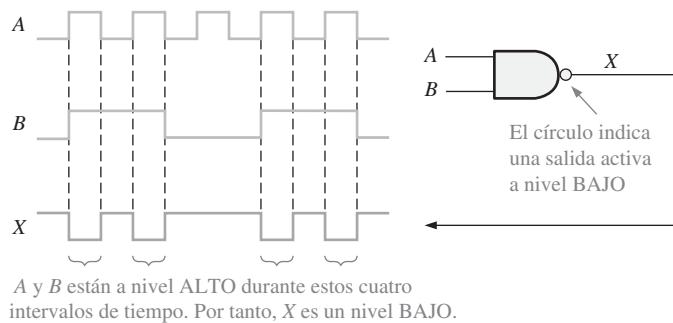 A
B
X
A
B
X
El círculo indica
una salida activa
a nivel BAJO
A y B están a nivel ALTO durante estos cuatro
intervalos de tiempo. Por tanto, X es un nivel BAJO.